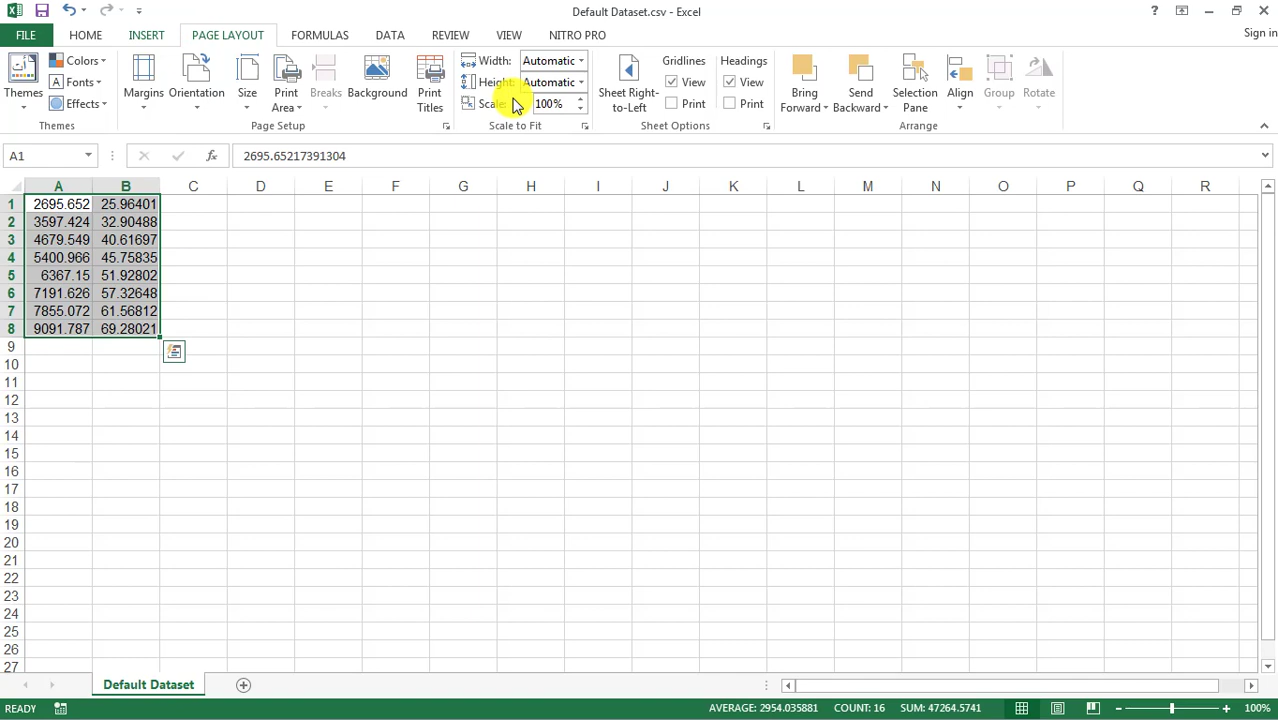 Default Dataset.csv - Excel
?
Sign in
FILE HOME INSERT PAGE LAYOUT FORMULAS DATA REVIEW VIEW NITRO PRO
Themes
Colors
Fonts
Effects
Themes
Margins
Orientation
Size
Print
Area
Breaks
Background
Print
Titles
Page Setup
Width: Automatic
Height: Automatic
Scale: 100%
Scale to Fit
Sheet Right-
to-Left
Gridlines
View
Print
Headings
View
Print
Sheet Options
Bring
Forward
Send
Backward
Selection
Pane
Align
Group
Rotate
Arrange
A1 fx 2695.65217391304
A B C D E F G H I J K L M N O P Q R
1 2695.652 25.96401
2 3597.424 32.90488
3 4679.549 40.61697
4 5400.966 45.75835
5 6367.15 51.92802
6 7191.626 57.32648
7 7855.072 61.56812
8 9091.787 69.28021
9
10
11
12
13
14
15
16
17
18
19
20
21
22
23
24
25
26
27
Default Dataset
READY AVERAGE: 2954.035881 COUNT: 16 SUM: 47264.5741 100%